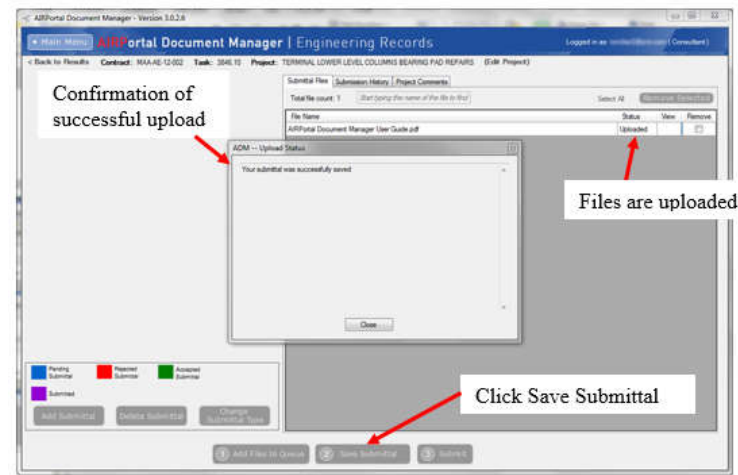 AIRPortal Document Manager - Version 3.0.2.6
Main Menu AIRPortal Document Manager | Engineering Records Logged in as (Consultant)
< Back to Results Contract: MAA-AE-12-002 Task: 3846.10 Project: TERMINAL LOWER LEVEL COLUMNS BEARING PAD REPAIRS (Edit Project)
Submittal Files Submission History Project Comments
Total file count: 1 Start typing the name of the file to find Select All Remove Selected
File Name Status View Remove
AIRPortal Document Manager User Guide.pdf Uploaded
Confirmation of
successful upload
ADM -- Upload Status
Your submittal was successfully saved
Close
Files are uploaded
Click Save Submittal
Pending
Submittal
Rejected
Submittal
Accepted
Submittal
Submitted
Add Submittal Delete Submittal Change
Submittal Type
1 Add Files to Queue 2 Save Submittal 3 Submit